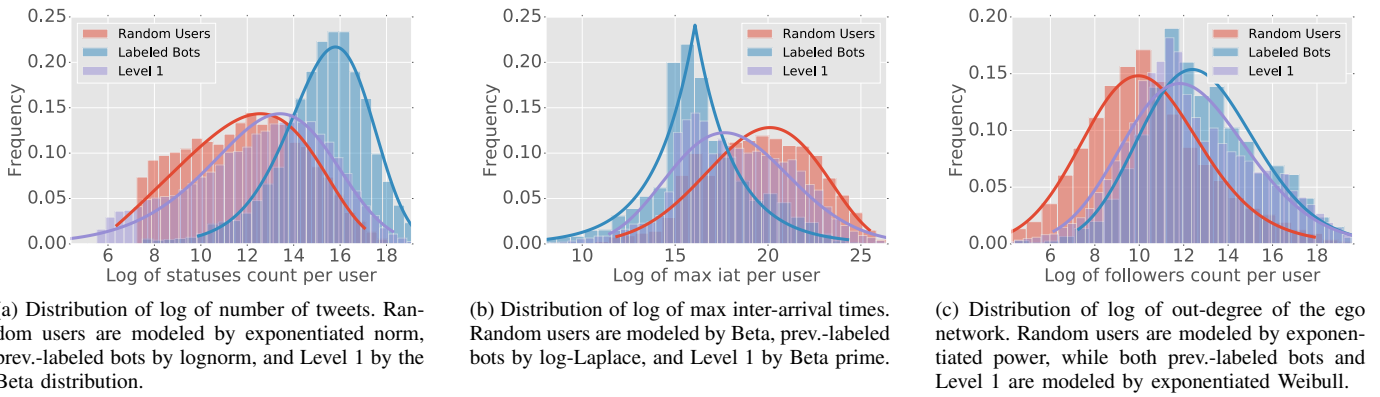 0.25
0.20
0.15
0.10
0.05
0.00
Frequency
6 8 10 12 14 16 18
Log of statuses count per user
Random Users
Labeled Bots
Level 1
0.25
0.20
0.15
0.10
0.05
0.00
Frequency
10 15 20 25
Log of max iat per user
Random Users
Labeled Bots
Level 1
0.20
0.15
0.10
0.05
0.00
Frequency
6 8 10 12 14 16 18
Log of followers count per user
Random Users
Labeled Bots
Level 1
(a) Distribution of log of number of tweets. Ran-
dom users are modeled by exponentiated norm,
prev.-labeled bots by lognorm, and Level 1 by the
Beta distribution.
(b) Distribution of log of max inter-arrival times.
Random users are modeled by Beta, prev.-labeled
bots by log-Laplace, and Level 1 by Beta prime.
(c) Distribution of log of out-degree of the ego
network. Random users are modeled by exponen-
tiated power, while both prev.-labeled bots and
Level 1 are modeled by exponentiated Weibull.